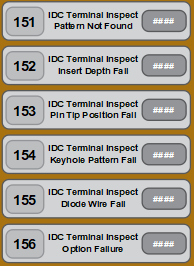 151
IDC Terminal Inspect
Pattern Not Found
####
152
IDC Terminal Inspect
Insert Depth Fail
####
153
IDC Terminal Inspect
Pin Tip Position Fail
####
154
IDC Terminal Inspect
Keyhole Pattern Fail
####
155
IDC Terminal Inspect
Diode Wire Fail
####
156
IDC Terminal Inspect
Option Failure
####